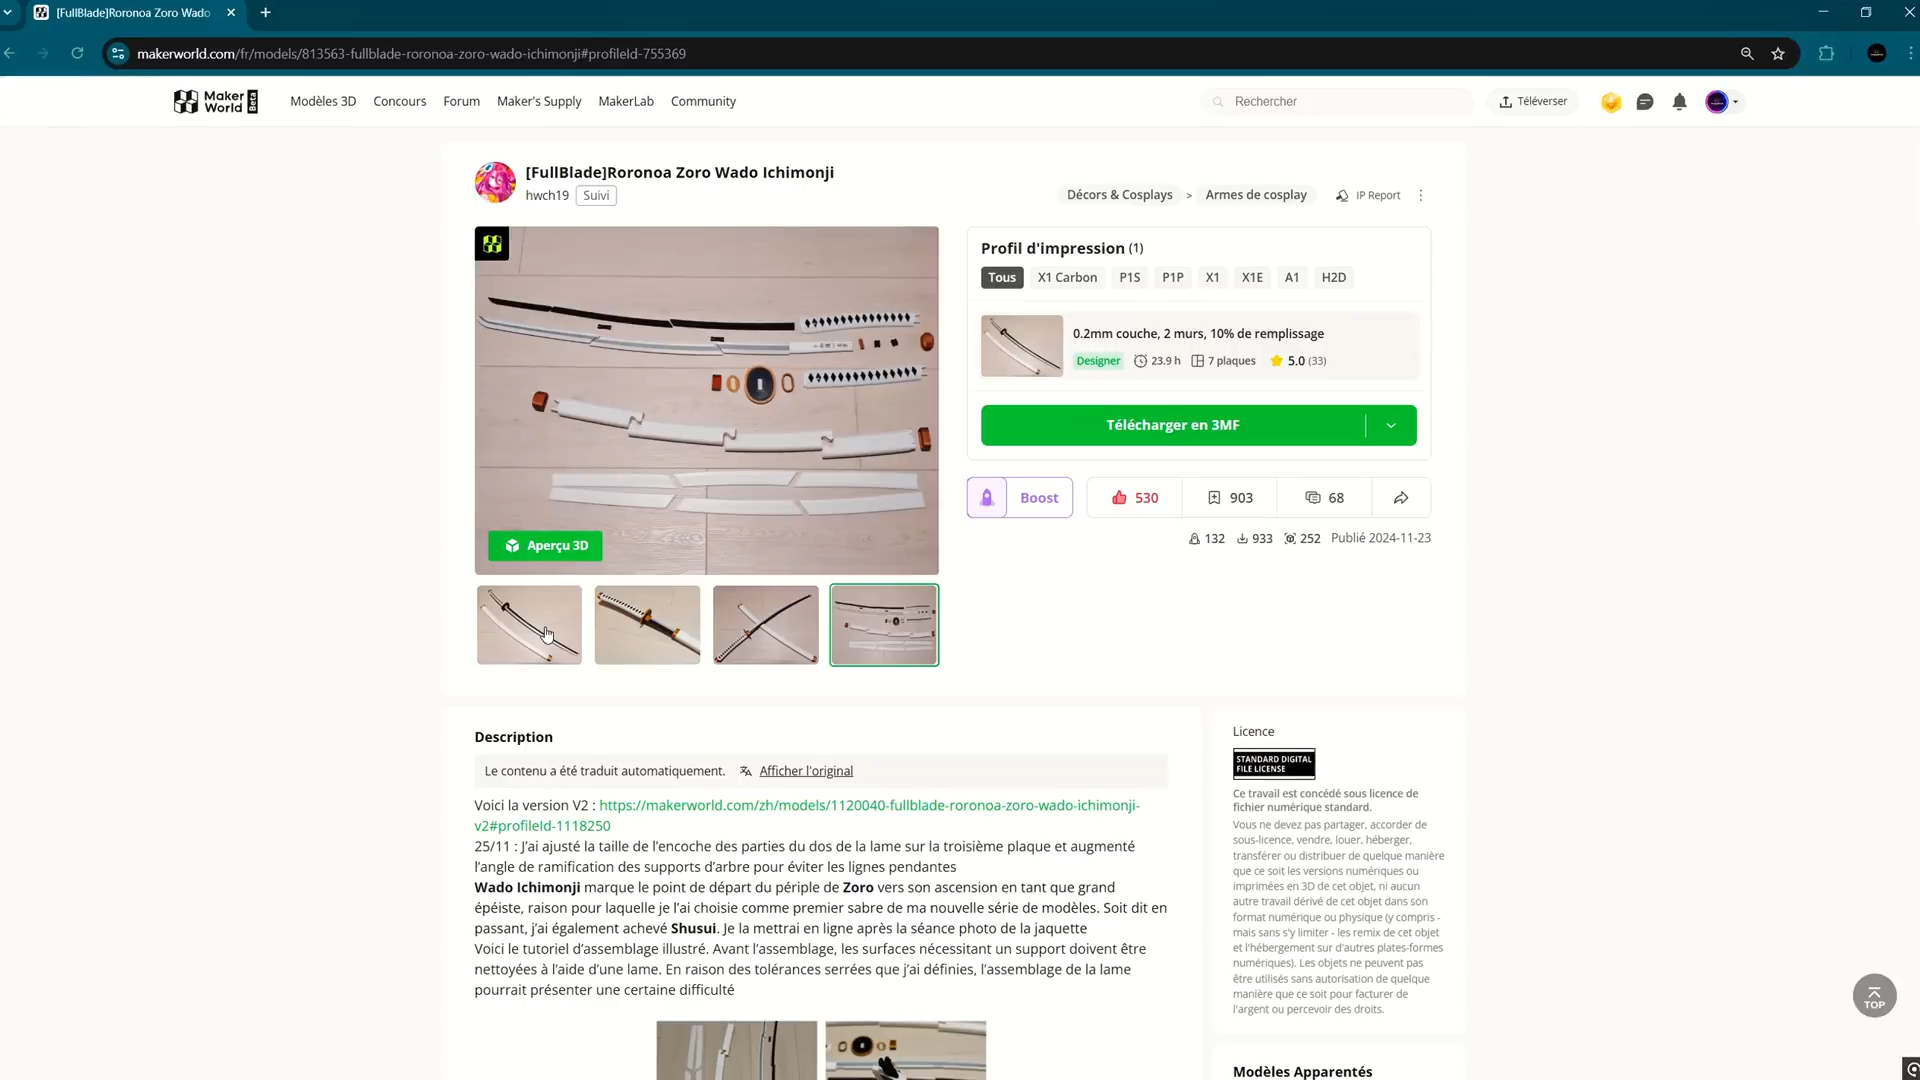 [FullBlade]Roronoa Zoro Wado
makerworld.com/fr/models/813563-fullblade-roronoa-zoro-wado-ichimonji#profileId-755369
Maker World Beta
Modèles 3D
Concours
Forum
Maker's Supply
MakerLab
Community
Rechercher
Téléverser
[FullBlade]Roronoa Zoro Wado Ichimonji
hwch19
Suivi
Décors & Cosplays > Armes de cosplay
IP Report
Profil d'impression (1)
Tous
X1 Carbon
P1S
P1P
X1
X1E
A1
H2D
0.2mm couche, 2 murs, 10% de remplissage
Designer
23.9 h
7 plaques
5.0 (33)
Télécharger en 3MF
Boost
530
903
68
132
933
252
Publié 2024-11-23
Aperçu 3D
Description
Le contenu a été traduit automatiquement.
Afficher l'original
Voici la version V2 : https://makerworld.com/zh/models/1120040-fullblade-roronoa-zoro-wado-ichimonji-
v2#profileId-1118250
25/11 : J’ai ajusté la taille de l’encoche des parties du dos de la lame sur la troisième plaque et augmenté
l’angle de ramification des supports d’arbre pour éviter les lignes pendantes
Wado Ichimonji marque le point de départ du périple de Zoro vers son ascension en tant que grand
épéiste, raison pour laquelle je l’ai choisie comme premier sabre de ma nouvelle série de modèles. Soit dit en
passant, j’ai également achevé Shusui. Je la mettrai en ligne après la séance photo de la jaquette
Voici le tutoriel d’assemblage illustré. Avant l’assemblage, les surfaces nécessitant un support doivent être
nettoyées à l’aide d’une lame. En raison des tolérances serrées que j’ai définies, l’assemblage de la lame
pourrait présenter une certaine difficulté
Licence
STANDARD DIGITAL
FILE LICENSE
Ce travail est concédé sous licence de
fichier numérique standard.
Vous ne devez pas partager, accorder de
sous-licence, vendre, louer, héberger,
transférer ou distribuer de quelque manière
que ce soit les versions numériques ou
imprimées en 3D de cet objet, ni aucun
autre travail dérivé de cet objet dans son
format numérique ou physique (y compris -
mais sans s'y limiter - les remix de cet objet
et l'hébergement sur d'autres plates-formes
numériques). Les objets ne peuvent pas
être utilisés sans autorisation de quelque
manière que ce soit pour facturer de
l'argent ou percevoir des droits.
TOP
Modèles Apparentés